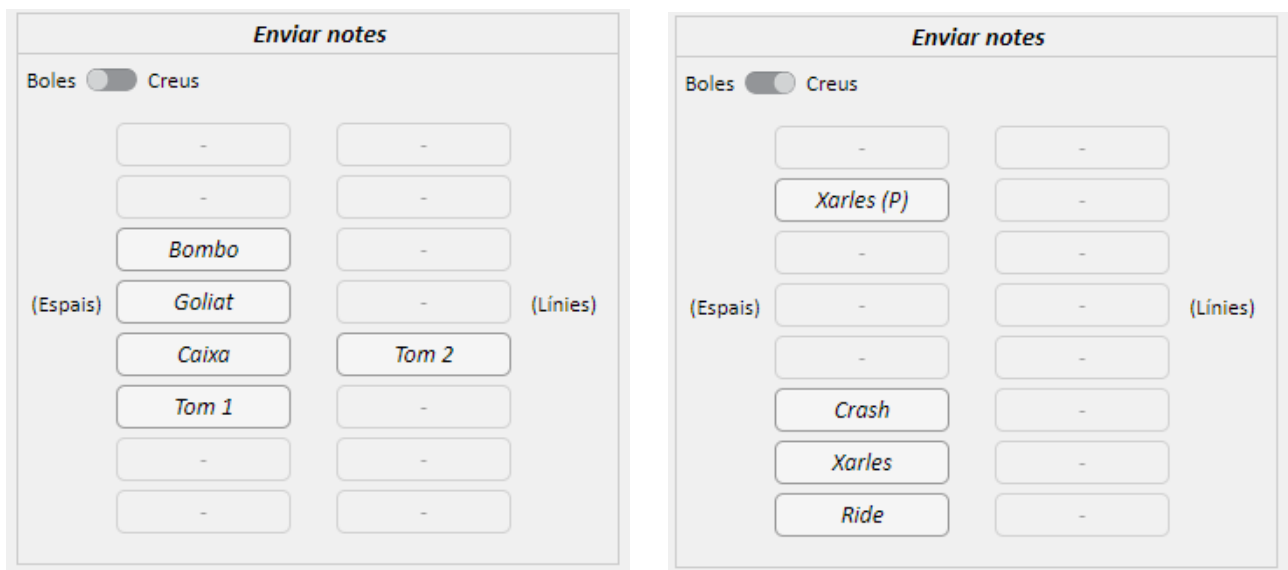 Enviar notes
Boles Creus
- -
- -
Bombo -
(Espais) Goliat - (Línies)
Caixa Tom 2
Tom 1 -
- -
- -
Enviar notes
Boles Creus
- -
Xarles (P) -
- -
(Espais) - - (Línies)
- -
Crash -
Xarles -
Ride -